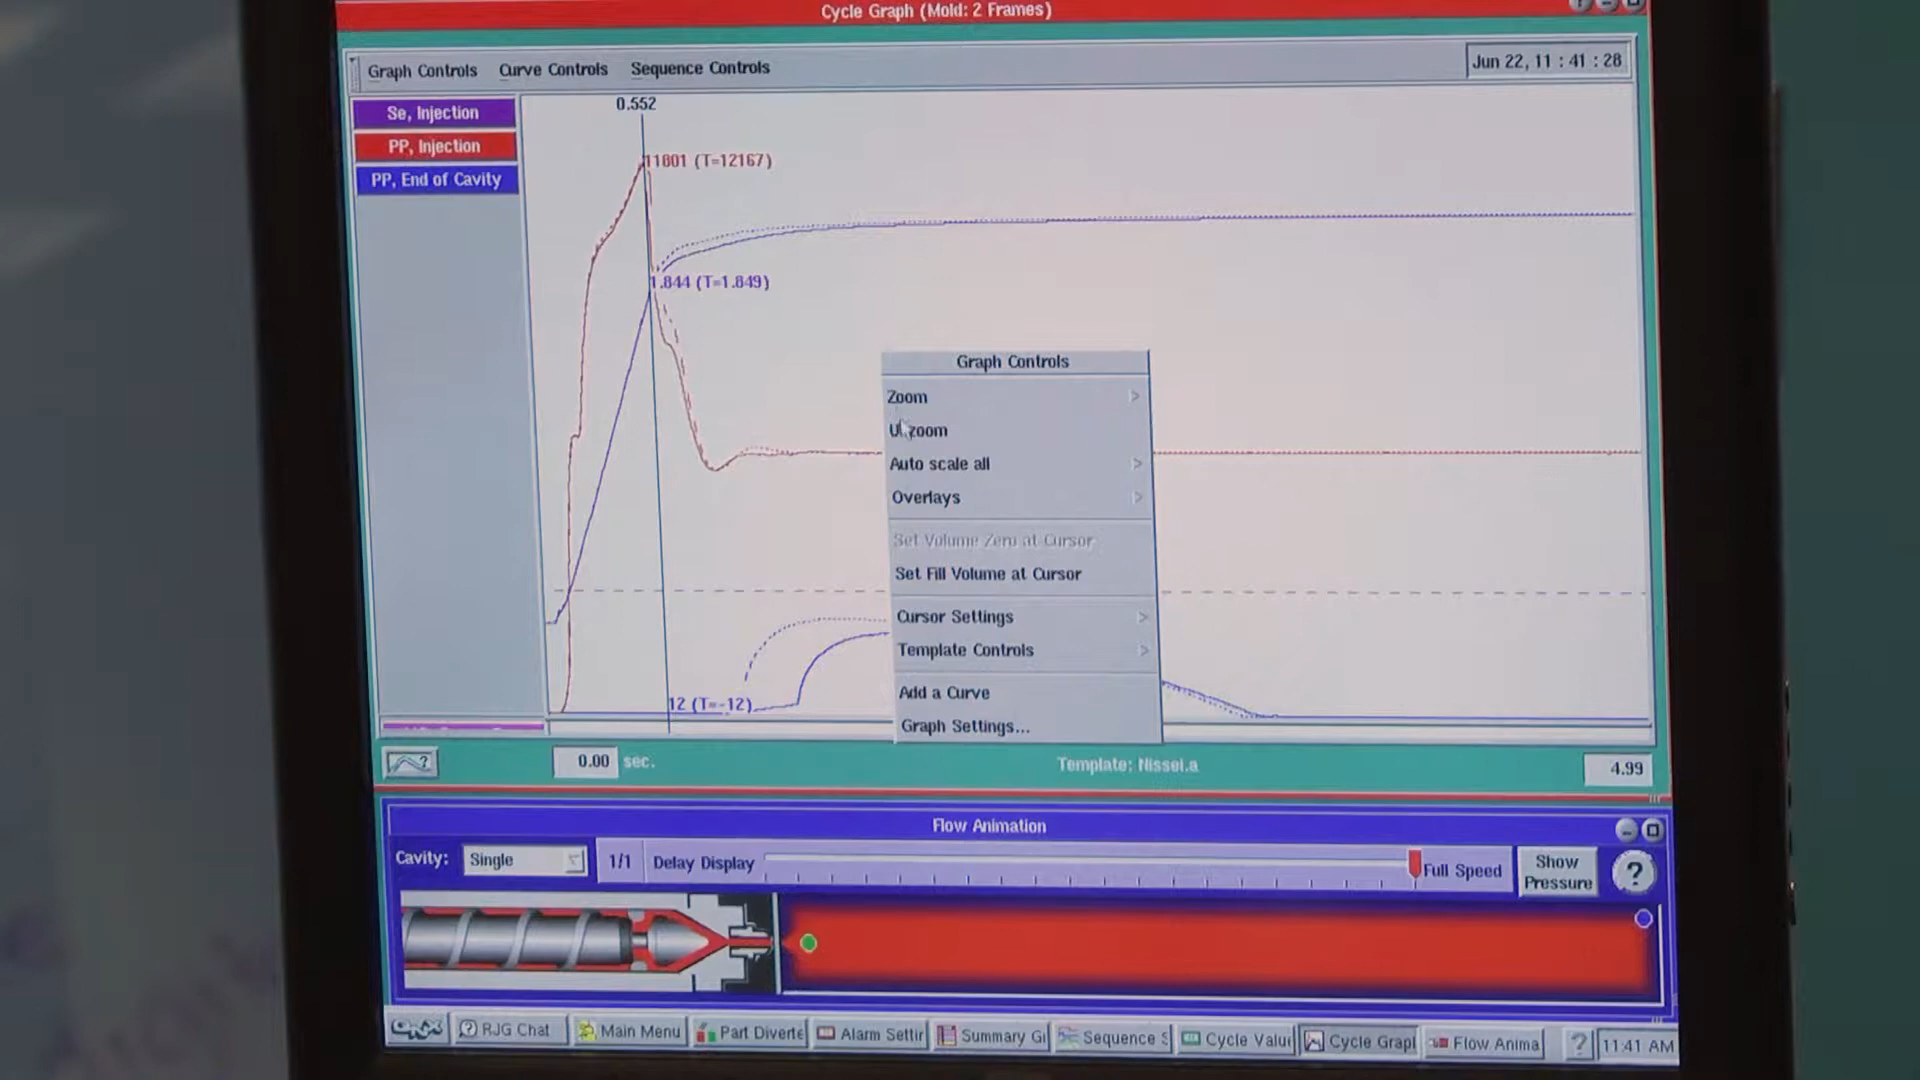 Cycle Graph (Mold: 2 Frames)
Graph Controls Curve Controls Sequence Controls
Jun 22, 11 : 41 : 28
Se, Injection
PP, Injection
PP, End of Cavity
0.552
11801 (T=12167)
1.844 (T=1.849)
12 (T=-12)
Graph Controls
Zoom
Unzoom
Auto scale all
Overlays
Set Volume Zero at Cursor
Set Fill Volume at Cursor
Cursor Settings
Template Controls
Add a Curve
Graph Settings...
0.00 sec.
Template: Nissei.a
4.99
Flow Animation
Cavity: Single 1/1 Delay Display Full Speed
Show
Pressure
?
RJG Chat Main Menu Part Diverte Alarm Settir Summary Gr Sequence S Cycle Valu Cycle Grapl Flow Anima ? 11:41 AM